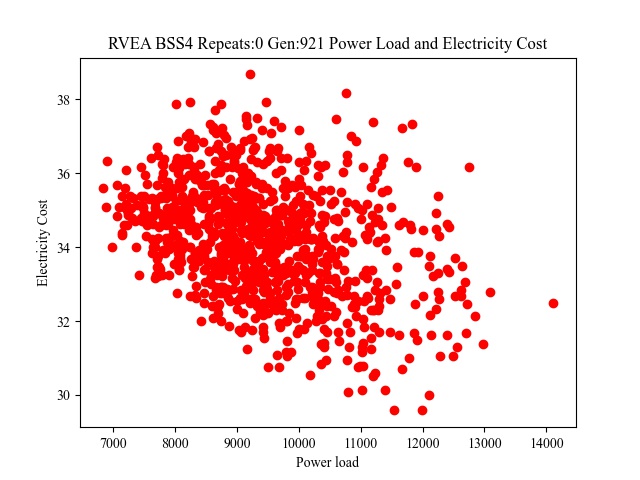 RVEA BSS4 Repeats:0 Gen:921 Power Load and Electricity Cost
38
36
34
32
30
Electricity Cost
7000 8000 9000 10000 11000 12000 13000 14000
Power load